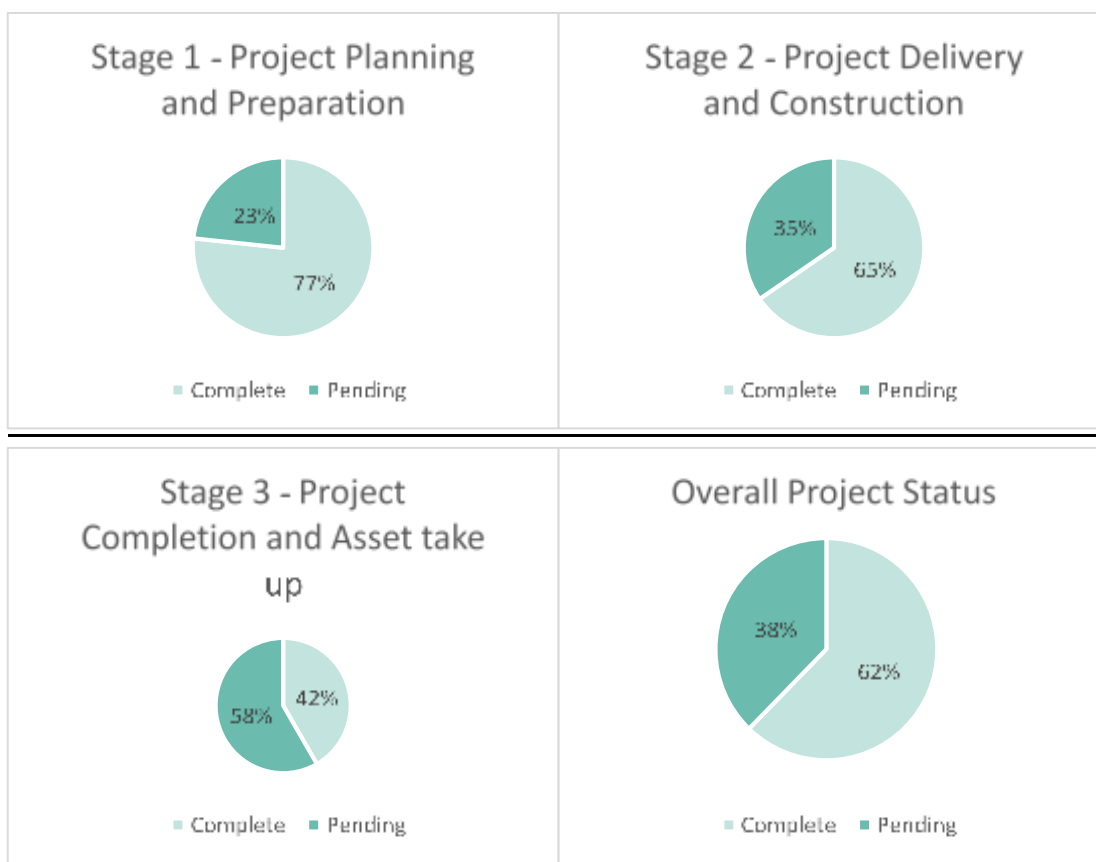 Stage 1 - Project Planning
and Preparation
23%
77%
Complete Pending
Stage 2 - Project Delivery
and Construction
35%
65%
Complete Pending
Stage 3 - Project
Completion and Asset take
up
42%
58%
Complete Pending
Overall Project Status
38%
62%
Complete Pending